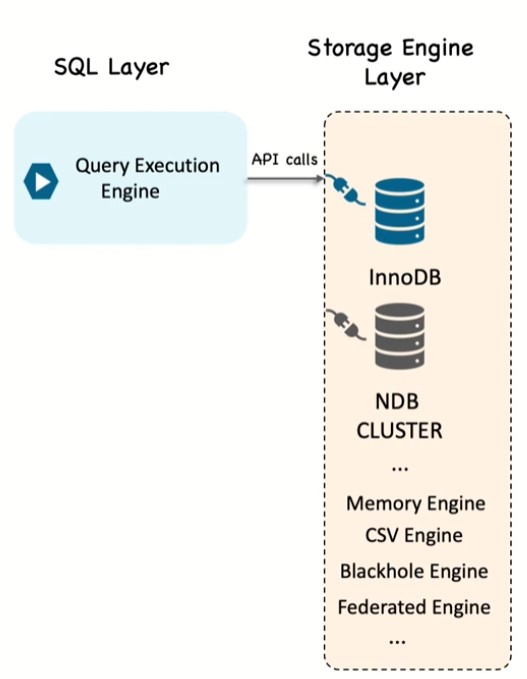 SQL Layer
Storage Engine
Layer
Query Execution
Engine
API calls
InnoDB
NDB
CLUSTER
...
Memory Engine
CSV Engine
Blackhole Engine
Federated Engine
...